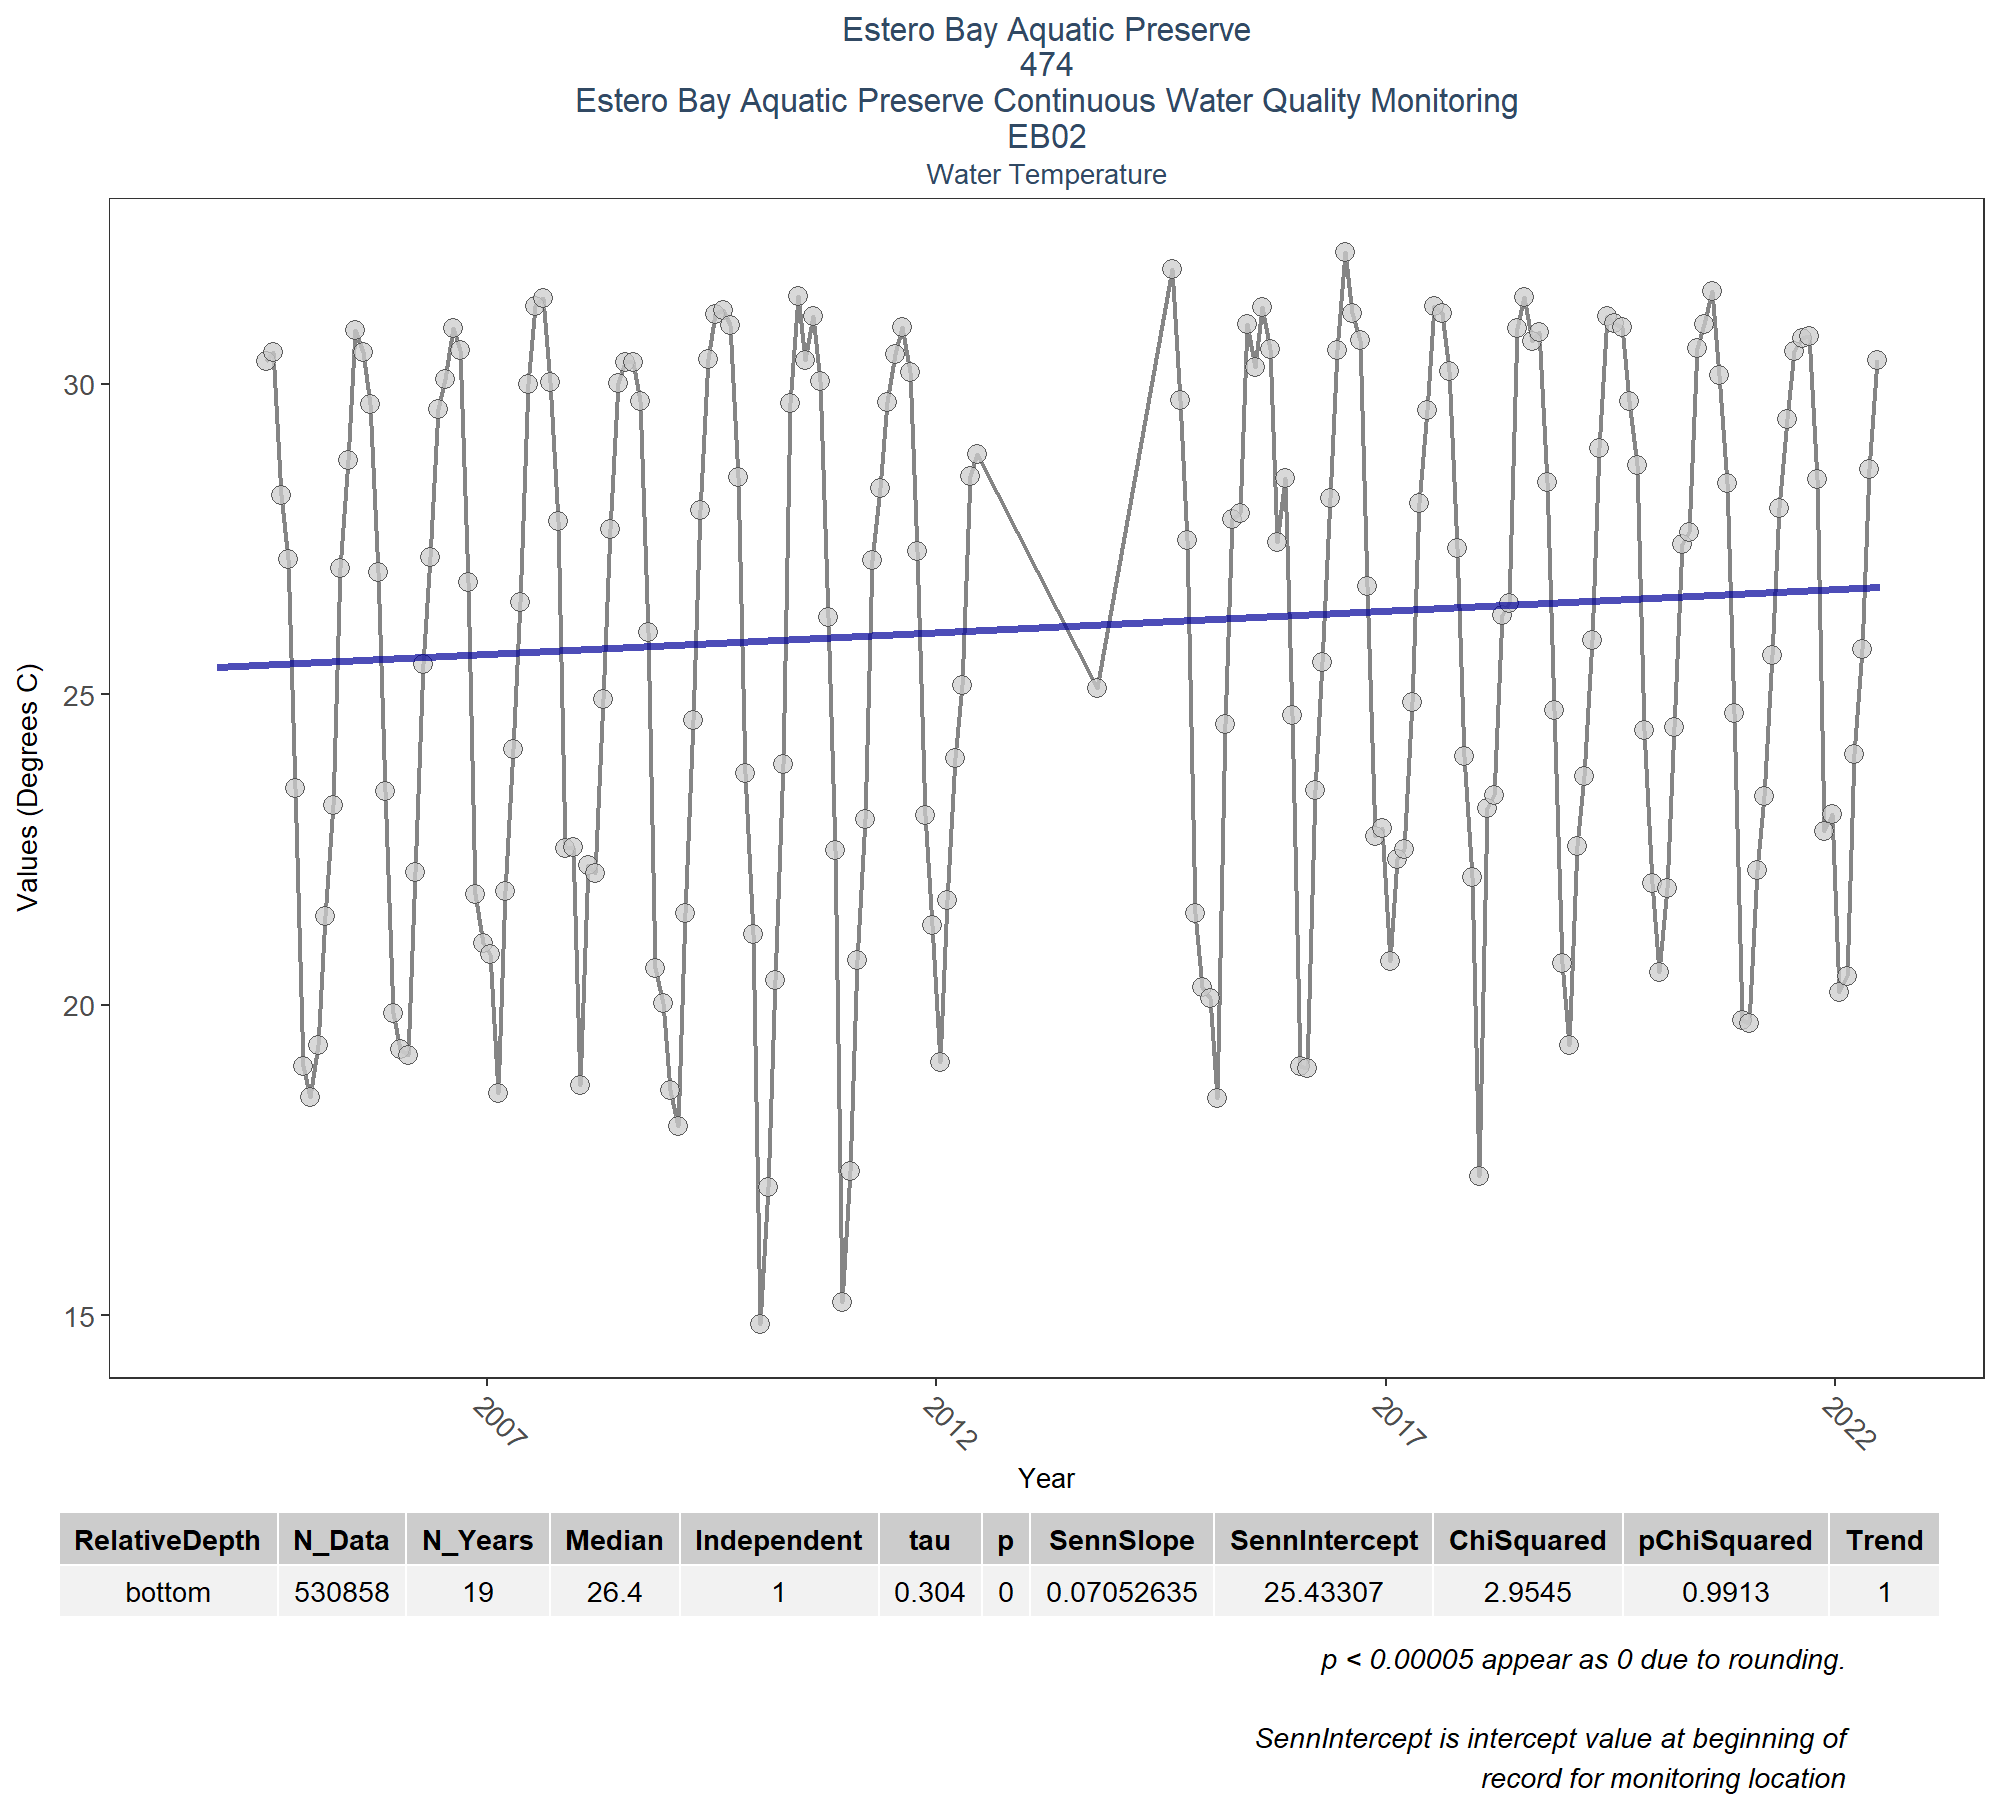 Estero Bay Aquatic Preserve
474
Estero Bay Aquatic Preserve Continuous Water Quality Monitoring
EB02
Water Temperature
Values (Degrees C)
30
25
20
15
2007 2012 2017 2022
Year
RelativeDepth N_Data N_Years Median Independent tau p SennSlope SennIntercept ChiSquared pChiSquared Trend
bottom 530858 19 26.4 1 0.304 0 0.07052635 25.43307 2.9545 0.9913 1
p < 0.00005 appear as 0 due to rounding.
SennIntercept is intercept value at beginning of
record for monitoring location